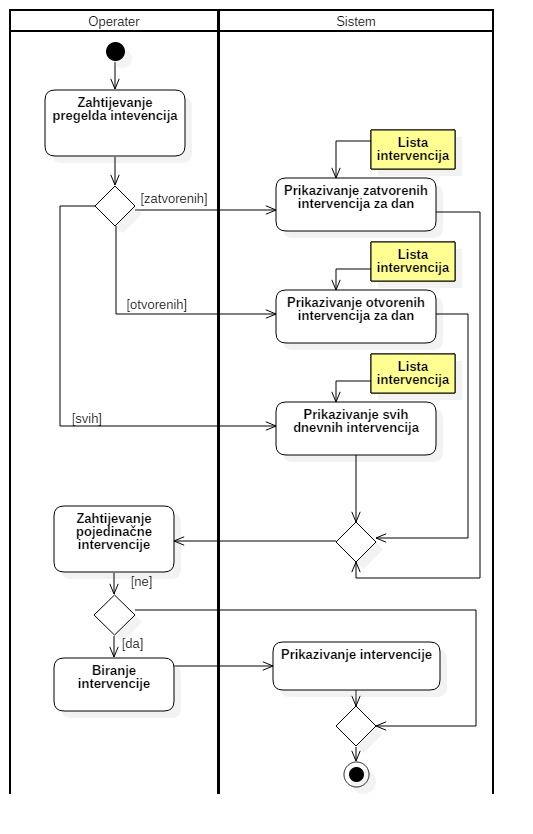 Operater
Sistem
Zahtijevanje
pregelda intevencija
Lista
intervencija
[zatvorenih]
Prikazivanje zatvorenih
intervencija za dan
Lista
intervencija
[otvorenih]
Prikazivanje otvorenih
intervencija za dan
Lista
intervencija
[svih]
Prikazivanje svih
dnevnih intervencija
Zahtijevanje
pojedinačne
intervencije
[ne]
[da]
Biranje
intervencije
Prikazivanje intervencije